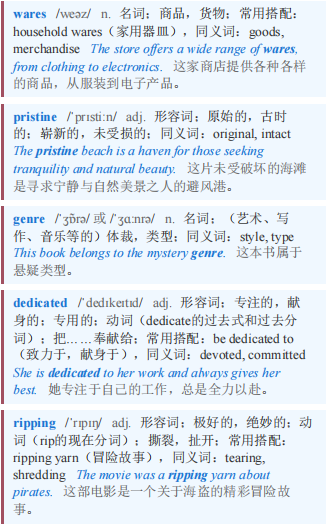 wares /weəz/ n. 名词；商品，货物；常用搭配：
household wares（家用器皿），同义词：goods,
merchandise The store offers a wide range of wares,
from clothing to electronics. 这家商店提供各种各样
的商品，从服装到电子产品。
pristine /ˈprɪstiːn/ adj. 形容词；原始的，古时
的；崭新的，未受损的；同义词：original, intact
The pristine beach is a haven for those seeking
tranquility and natural beauty. 这片未受破坏的海滩
是寻求宁静与自然美景之人的避风港。
genre /ˈʒɒ̃rə/ 或 /ˈʒɑːnrə/ n. 名词；（艺术、写
作、音乐等的）体裁，类型；同义词：style, type
This book belongs to the mystery genre. 这本书属于
悬疑类型。
dedicated /ˈdedɪkeɪtɪd/ adj. 形容词；专注的，献
身的；专用的；动词（dedicate的过去式和过去分
词）；把……奉献给；常用搭配：be dedicated to
（致力于，献身于），同义词：devoted, committed
She is dedicated to her work and always gives her
best. 她专注于自己的工作，总是全力以赴。
ripping /ˈrɪpɪŋ/ adj. 形容词；极好的，绝妙的；动
词（rip的现在分词）；撕裂，扯开；常用搭配：
ripping yarn（冒险故事），同义词：tearing,
shredding The movie was a ripping yarn about
pirates. 这部电影是一个关于海盗的精彩冒险故
事。